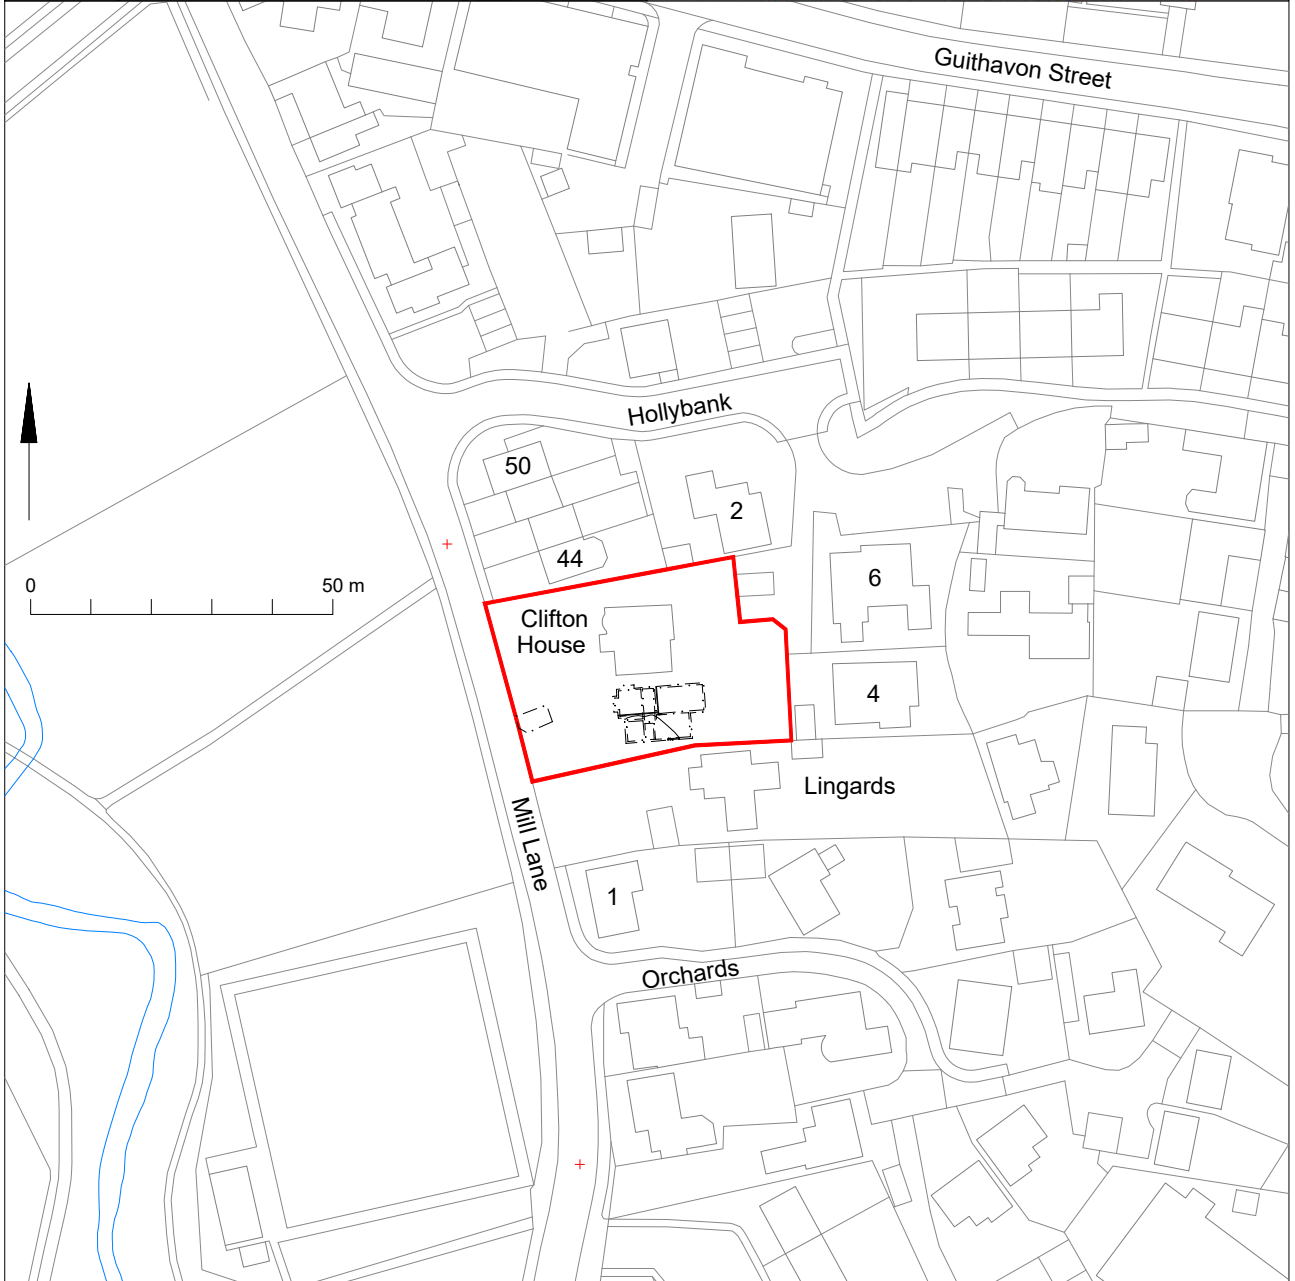 Guithavon Street
Hollybank
50
2
44
6
0
50 m
Clifton
House
4
Lingards
Mill Lane
1
Orchards